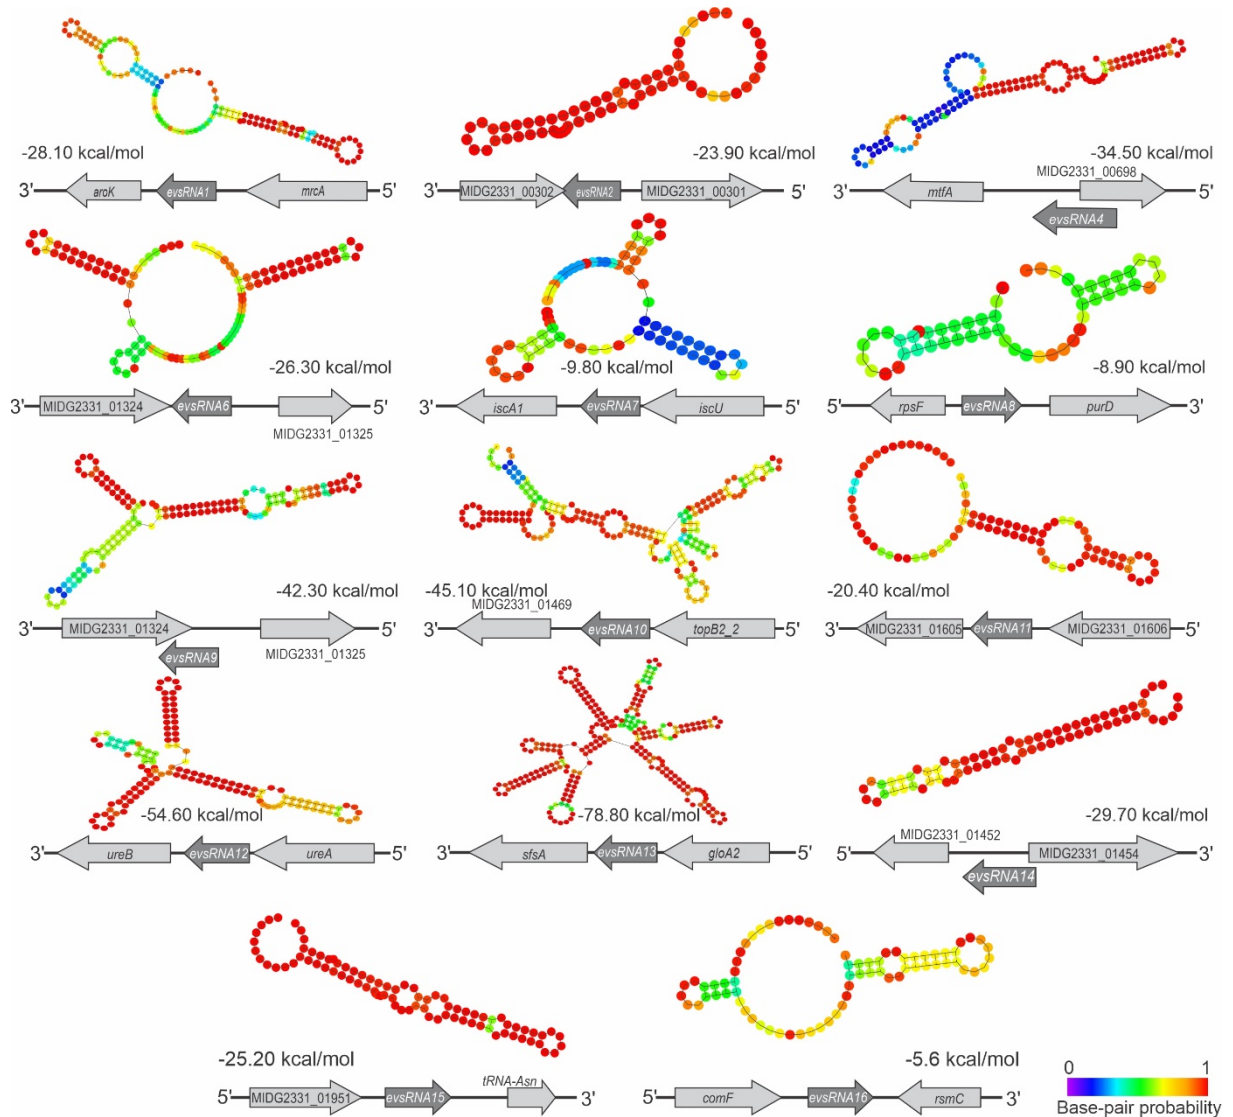 -28.10 kcal/mol
3' aroK evsRNA1 mrcA 5'
-23.90 kcal/mol
3' MIDG2331_00302 evsRNA2 MIDG2331_00301 5'
-34.50 kcal/mol
MIDG2331_00698
3' mtfA 5'
evsRNA4
-26.30 kcal/mol
3' MIDG2331_01324 evsRNA6 5'
MIDG2331_01325
-9.80 kcal/mol
3' iscA1 evsRNA7 iscU 5'
-8.90 kcal/mol
5' rpsF evsRNA8 purD 3'
-42.30 kcal/mol
3' MIDG2331_01324 5'
evsRNA9 MIDG2331_01325
-45.10 kcal/mol
MIDG2331_01469
3' evsRNA10 topB2_2 5'
-20.40 kcal/mol
3' MIDG2331_01605 evsRNA11 MIDG2331_01606 5'
-54.60 kcal/mol
3' ureB evsRNA12 ureA 5'
-78.80 kcal/mol
3' sfsA evsRNA13 gloA2 5'
-29.70 kcal/mol
MIDG2331_01452
5' MIDG2331_01454 3'
evsRNA14
-25.20 kcal/mol
tRNA-Asn
5' MIDG2331_01951 evsRNA15 3'
-5.6 kcal/mol
5' comF evsRNA16 rsmC 3'
0 1
Base-pair probability